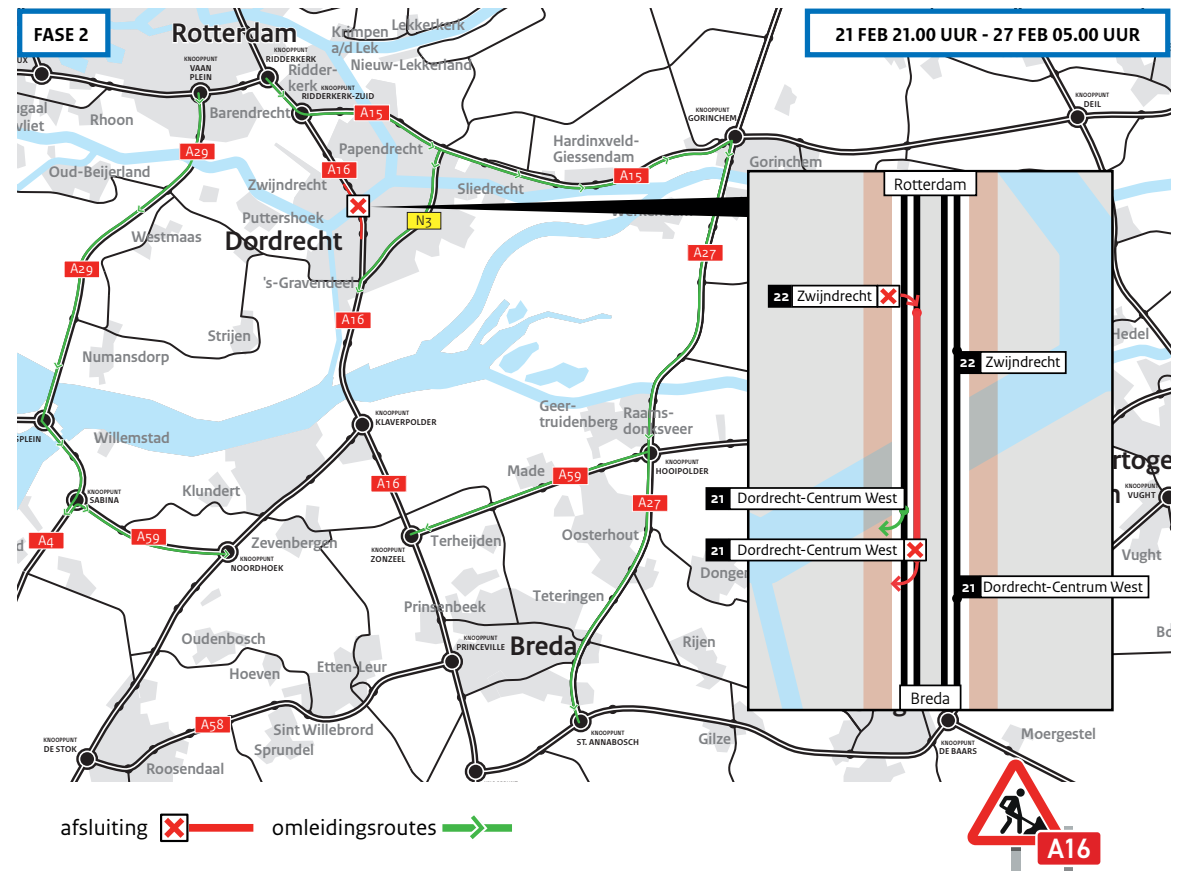 FASE 2
21 FEB 21.00 UUR - 27 FEB 05.00 UUR
Rotterdam
Krimpen
a/d Lek
Lekkerkerk
Nieuw-Lekkerland
KNOOPPUNT
VAAN
PLEIN
KNOOPPUNT
RIDDERKERK
Ridder-
kerk
KNOOPPUNT
RIDDERKERK-ZUID
Rhoon
Barendrecht
A15
KNOOPPUNT
GORINCHEM
KNOOPPUNT
DEIL
A29
Papendrecht
Hardinxveld-
Giessendam
Gorinchem
Oud-Beijerland
A16
Zwijndrecht
Sliedrecht
A15
Puttershoek
N3
Westmaas
Dordrecht
A27
A29
's-Gravendeel
A16
Strijen
Numansdorp
Hedel
Geer-
truidenberg
Raams-
donksveer
KNOOPPUNT
KLAVERPOLDER
SPLEIN
Willemstad
KNOOPPUNT
HOOIPOLDER
Made
A59
A16
Klundert
KNOOPPUNT
SABINA
A27
rtoge
KNOOPPUNT
VUGHT
A4
A59
Zevenbergen
KNOOPPUNT
NOORDHOEK
Terheijden
KNOOPPUNT
ZONZEEL
Oosterhout
Vught
Dongen
Teteringen
Prinsenbeek
Oudenbosch
KNOOPPUNT
PRINCEVILLE
Breda
Rijen
Etten-Leur
Hoeven
A58
Sint Willebrord
Sprundel
KNOOPPUNT
DE STOK
Roosendaal
KNOOPPUNT
ST. ANNABOSCH
Gilze
KNOOPPUNT
DE BAARS
Moergestel
Rotterdam
22 Zwijndrecht
22 Zwijndrecht
21 Dordrecht-Centrum West
21 Dordrecht-Centrum West
21 Dordrecht-Centrum West
Breda
afsluiting
omleidingsroutes
A16